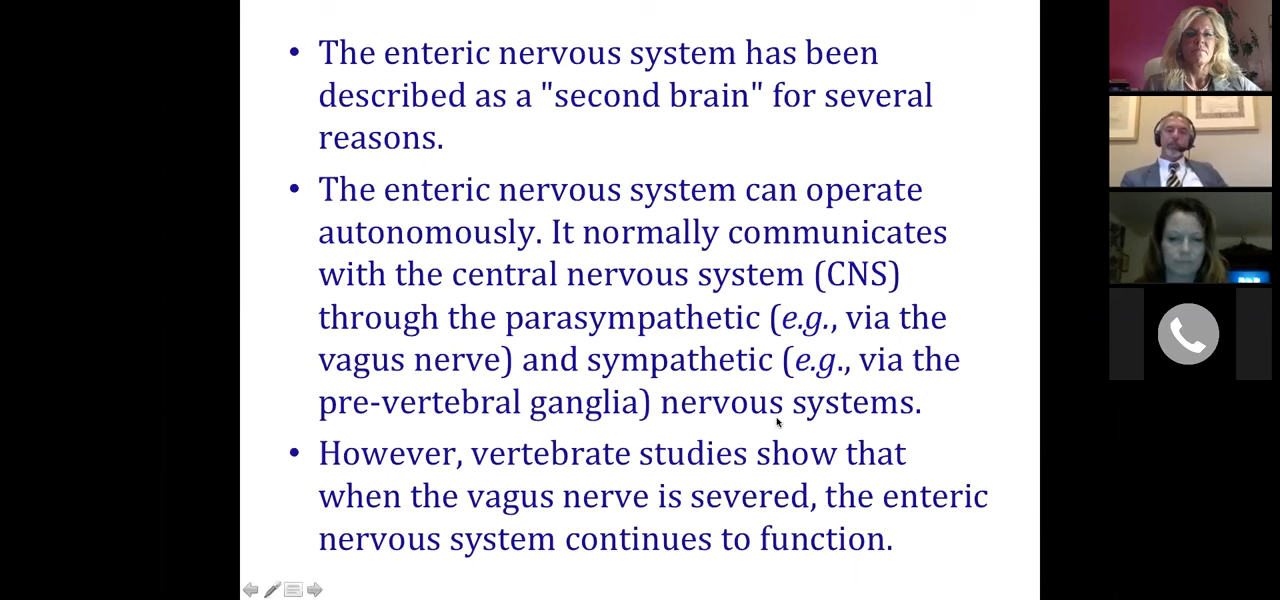 • The enteric nervous system has been
described as a "second brain" for several
reasons.
• The enteric nervous system can operate
autonomously. It normally communicates
with the central nervous system (CNS)
through the parasympathetic (e.g., via the
vagus nerve) and sympathetic (e.g., via the
pre-vertebral ganglia) nervous systems.
• However, vertebrate studies show that
when the vagus nerve is severed, the enteric
nervous system continues to function.